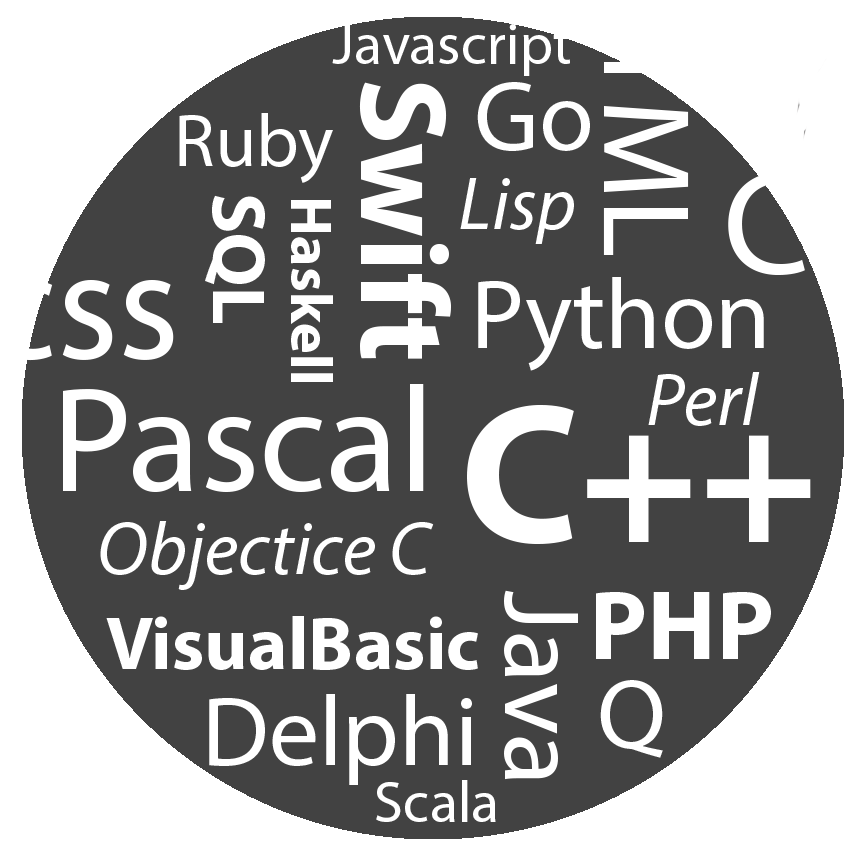 Javascript
Swift
Go
ML
Ruby
Lisp
C
SQL
Haskell
CSS
Python
Perl
Pascal
C++
Objectice C
Java
PHP
VisualBasic
Q
Delphi
Scala